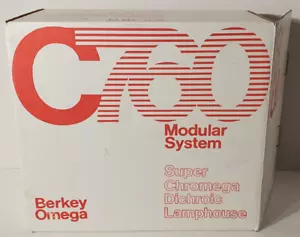 C760
Modular
System
Super
Chromega
Dichroic
Lamphouse
Berkey
Omega